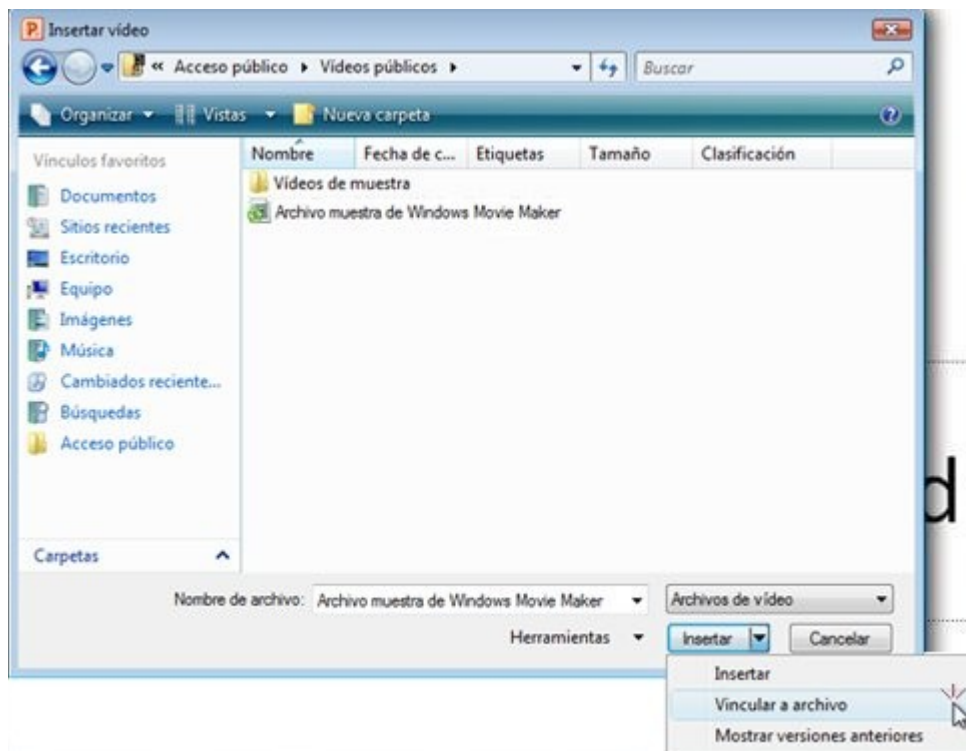 Insertar vídeo
« Acceso público ▸ Vídeos públicos ▸ Buscar
Organizar Vistas Nueva carpeta
Vínculos favoritos
Documentos
Sitios recientes
Escritorio
Equipo
Imágenes
Música
Cambiados reciente...
Búsquedas
Acceso público
Carpetas
Nombre Fecha de c... Etiquetas Tamaño Clasificación
Vídeos de muestra
Archivo muestra de Windows Movie Maker
d
Nombre de archivo: Archivo muestra de Windows Movie Maker Archivos de vídeo
Herramientas Insertar Cancelar
Insertar
Vincular a archivo
Mostrar versiones anteriores